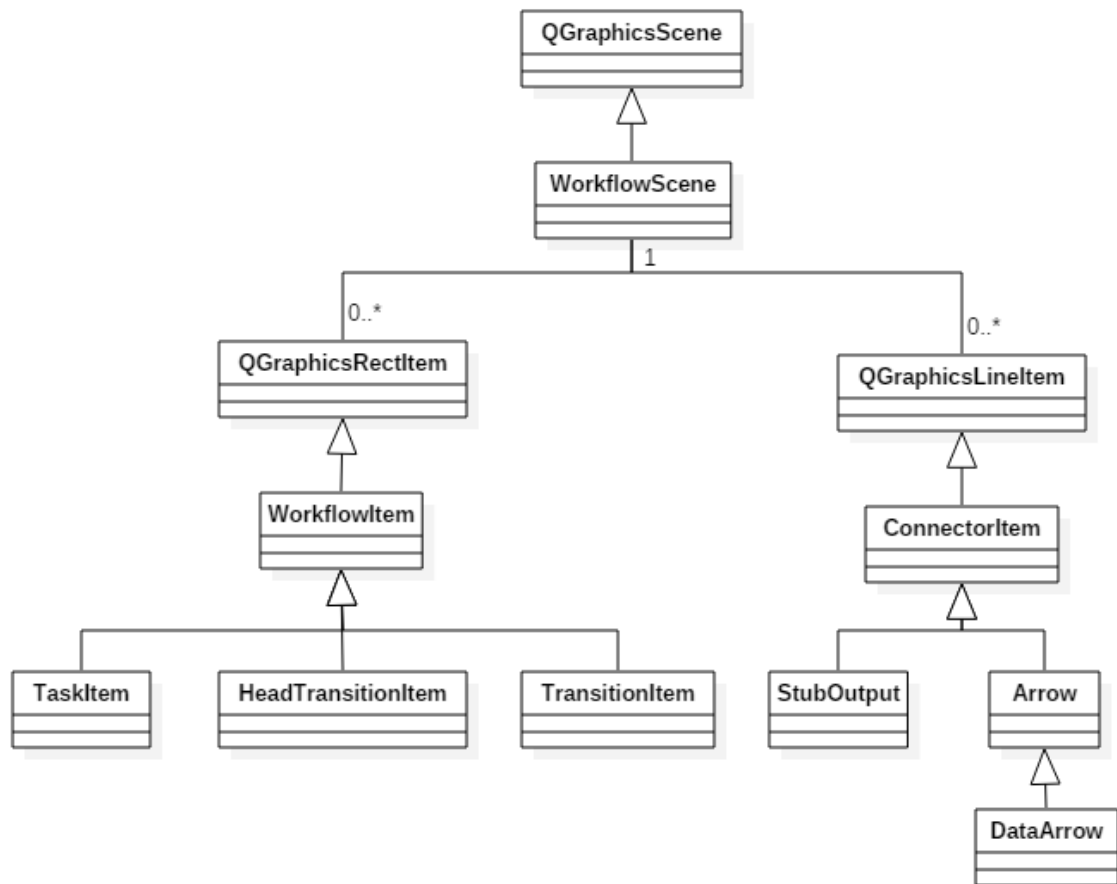 QGraphicsScene
WorkflowScene
1
0..*
0..*
QGraphicsRectItem
QGraphicsLineItem
WorkflowItem
ConnectorItem
TaskItem
HeadTransitionItem
TransitionItem
StubOutput
Arrow
DataArrow